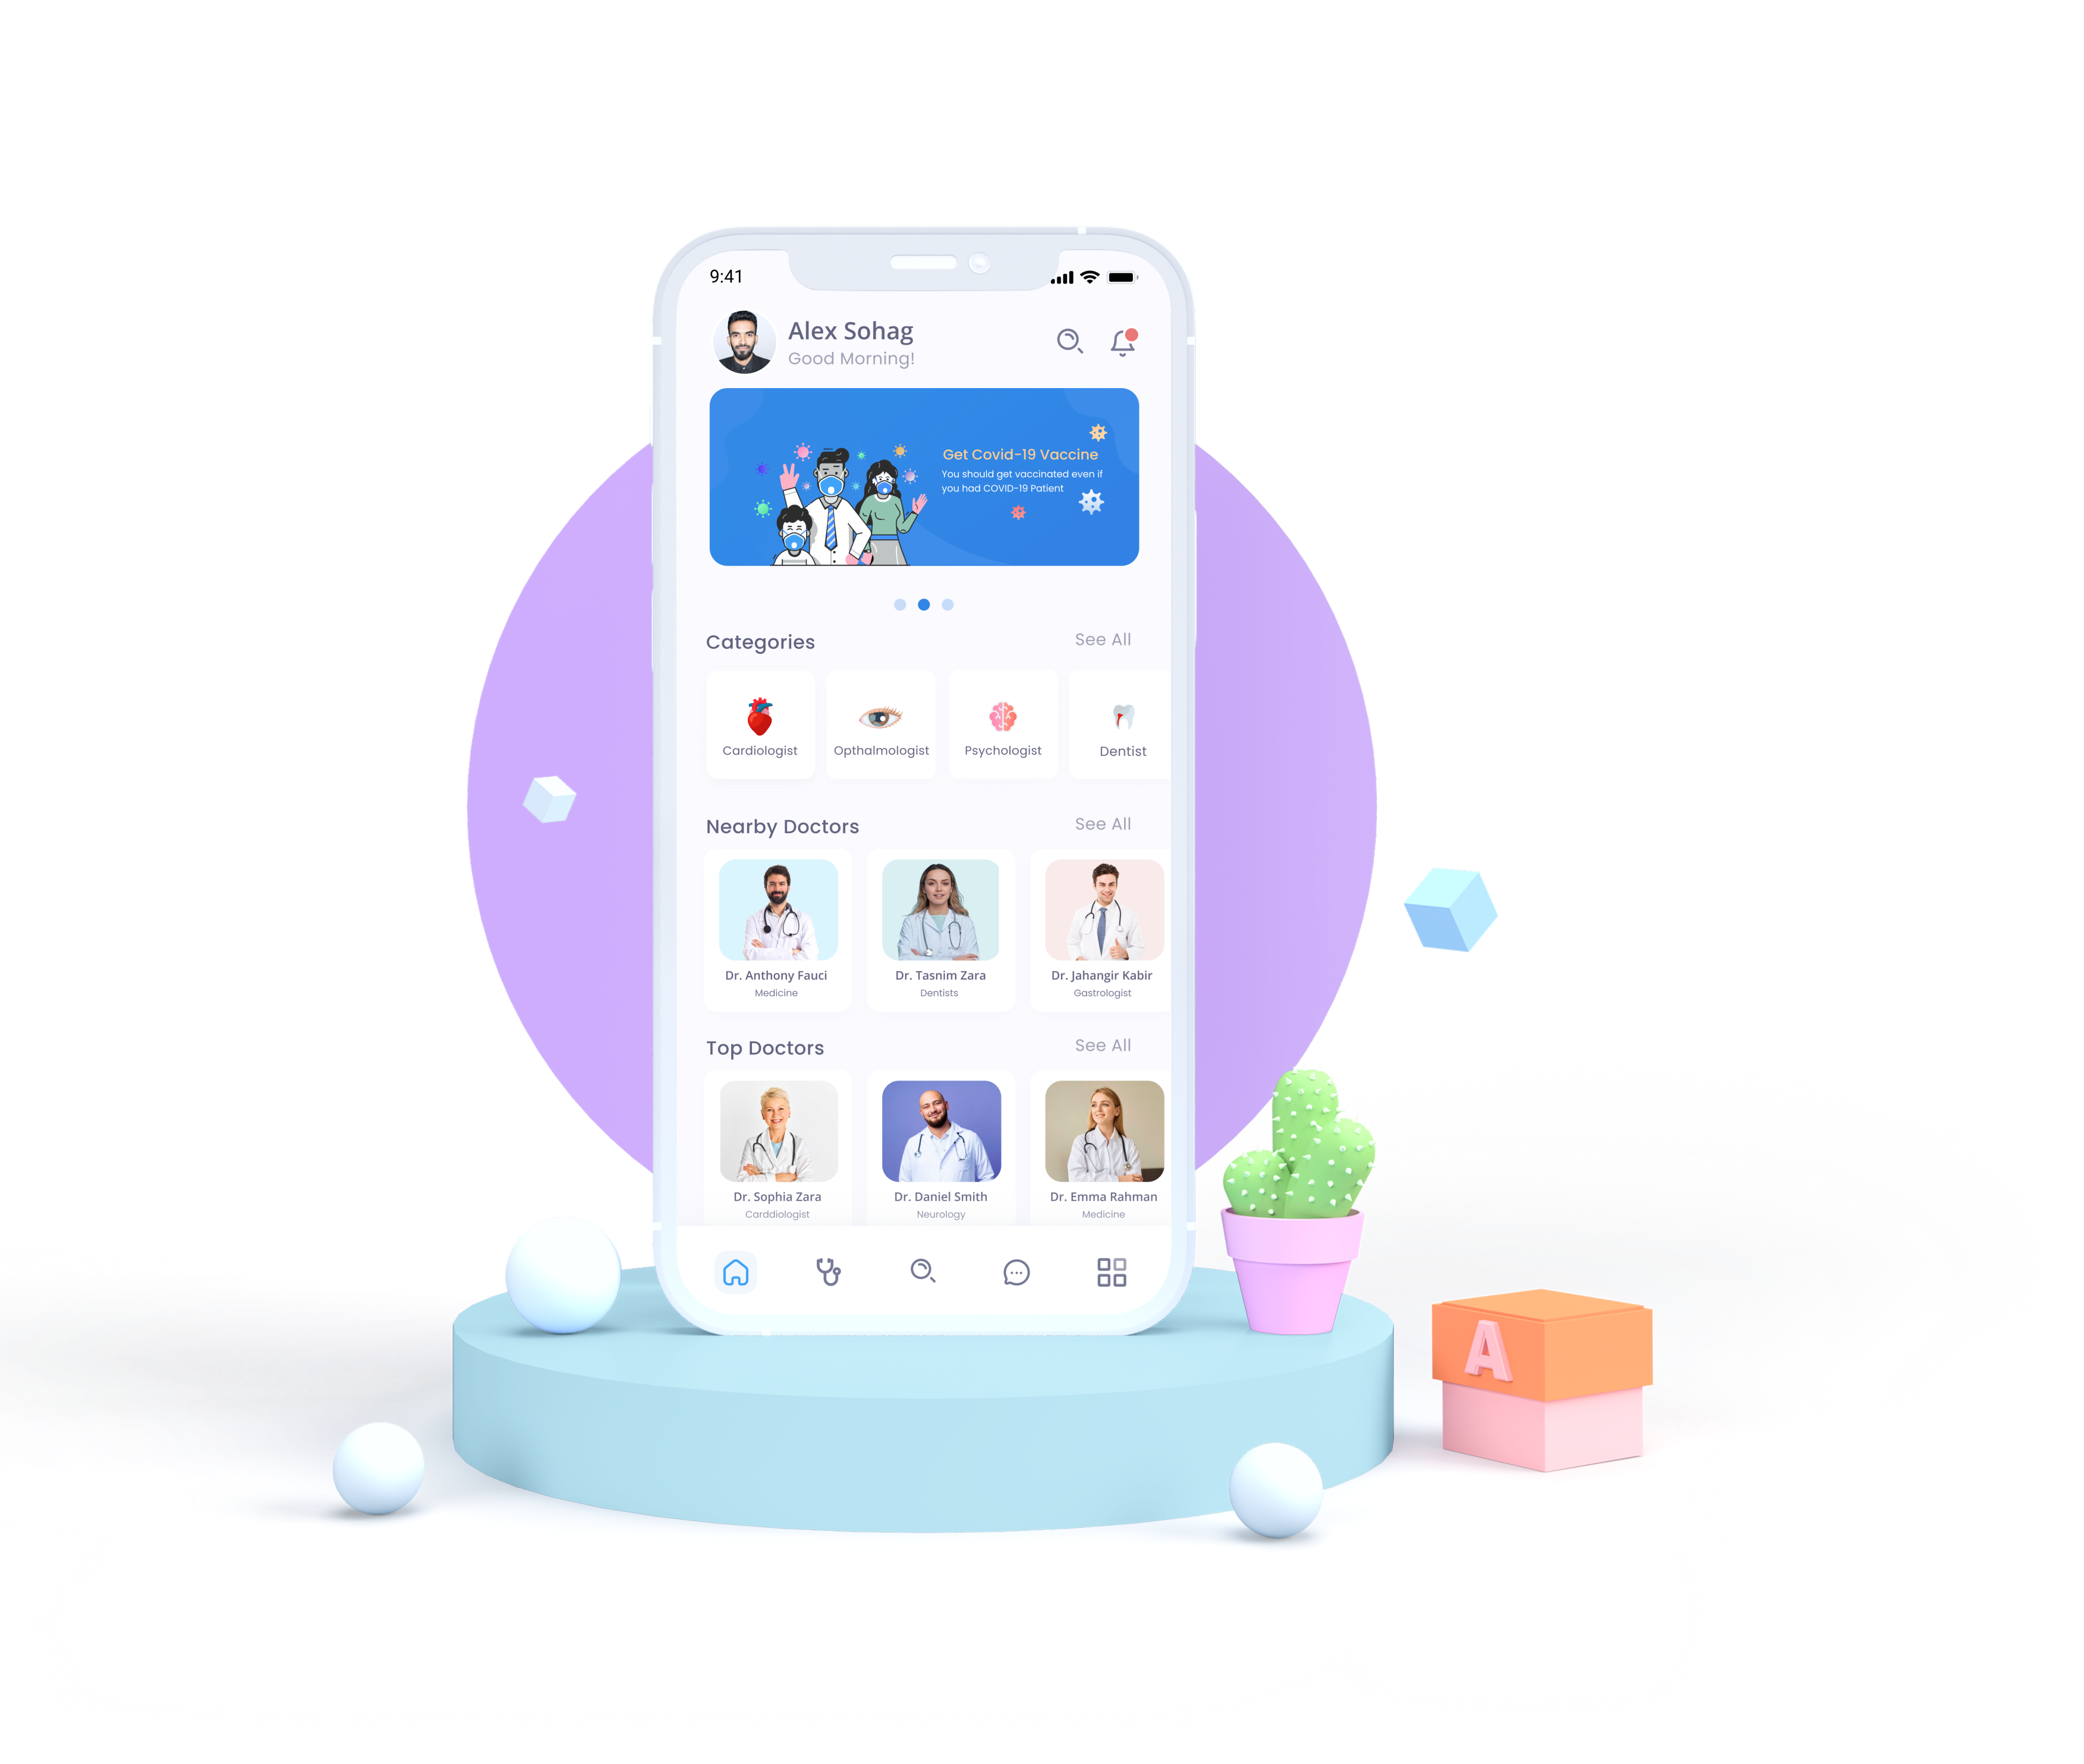 9:41
Alex Sohag
Good Morning!
Get Covid-19 Vaccine
You should get vaccinated even if
you had COVID-19 Patient
Categories
See All
Cardiologist
Opthalmologist
Psychologist
Dentist
Nearby Doctors
See All
Dr. Anthony Fauci
Medicine
Dr. Tasnim Zara
Dentists
Dr. Jahangir Kabir
Gastrologist
Top Doctors
See All
Dr. Sophia Zara
Carddiologist
Dr. Daniel Smith
Neurology
Dr. Emma Rahman
Medicine
A